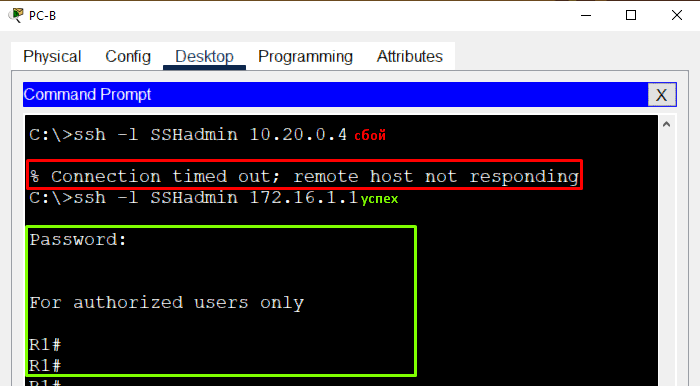 PC-B
Physical Config Desktop Programming Attributes
Command Prompt X
C:\>ssh -l SSHadmin 10.20.0.4 сбой
% Connection timed out; remote host not responding
C:\>ssh -l SSHadmin 172.16.1.1 успех
Password:
For authorized users only
R1#
R1#
R1#